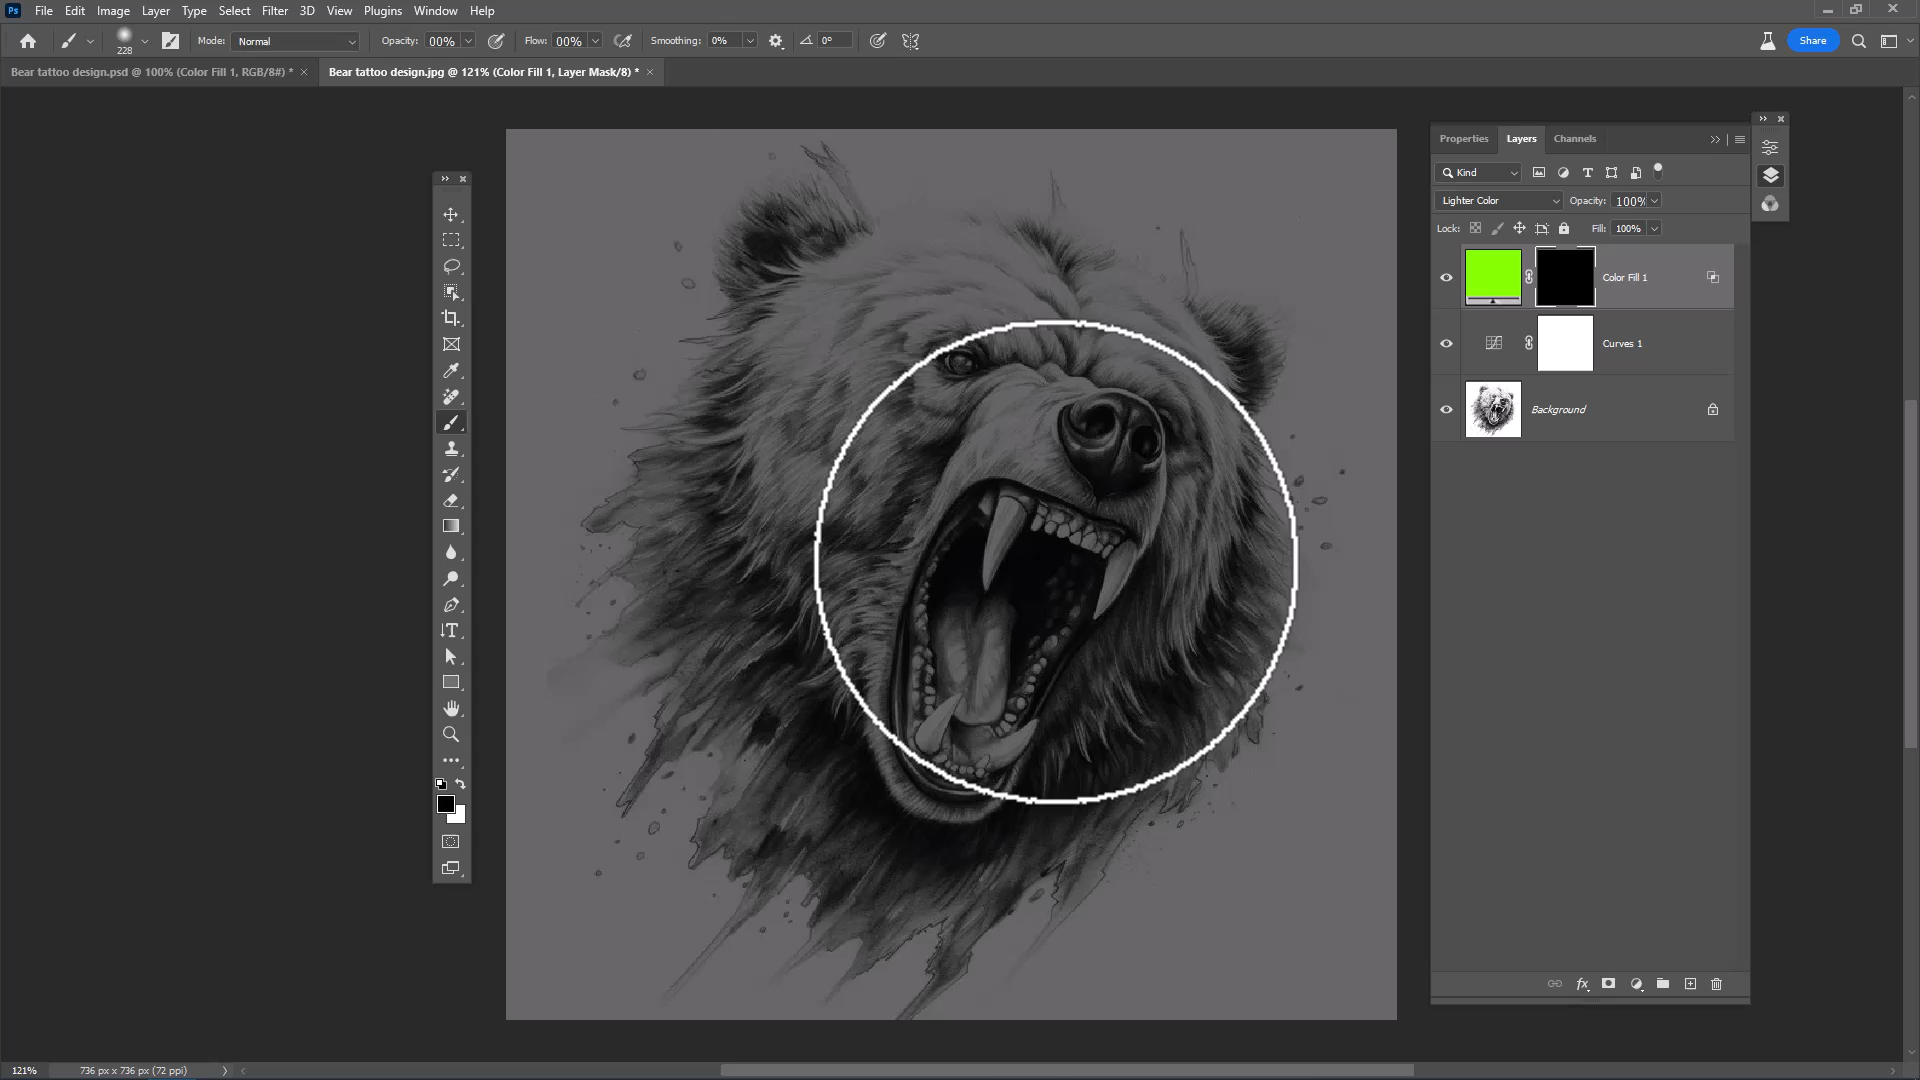 Ps File Edit Image Layer Type Select Filter 3D View Plugins Window Help
228 Mode: Normal Opacity: 00% Flow: 00% Smoothing: 0% 0° Share
Bear tattoo design.psd @ 100% (Color Fill 1, RGB/8#) * × Bear tattoo design.jpg @ 121% (Color Fill 1, Layer Mask/8) * ×
Properties Layers Channels
Kind
Lighter Color Opacity: 100%
Lock: Fill: 100%
Color Fill 1
Curves 1
Background
fx
121% 736 px x 736 px (72 ppi)